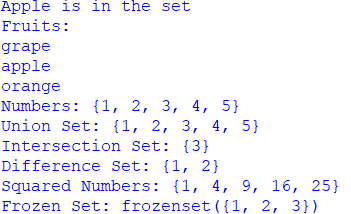 Apple is in the set
Fruits:
grape
apple
orange
Numbers: {1, 2, 3, 4, 5}
Union Set: {1, 2, 3, 4, 5}
Intersection Set: {3}
Difference Set: {1, 2}
Squared Numbers: {1, 4, 9, 16, 25}
Frozen Set: frozenset({1, 2, 3})